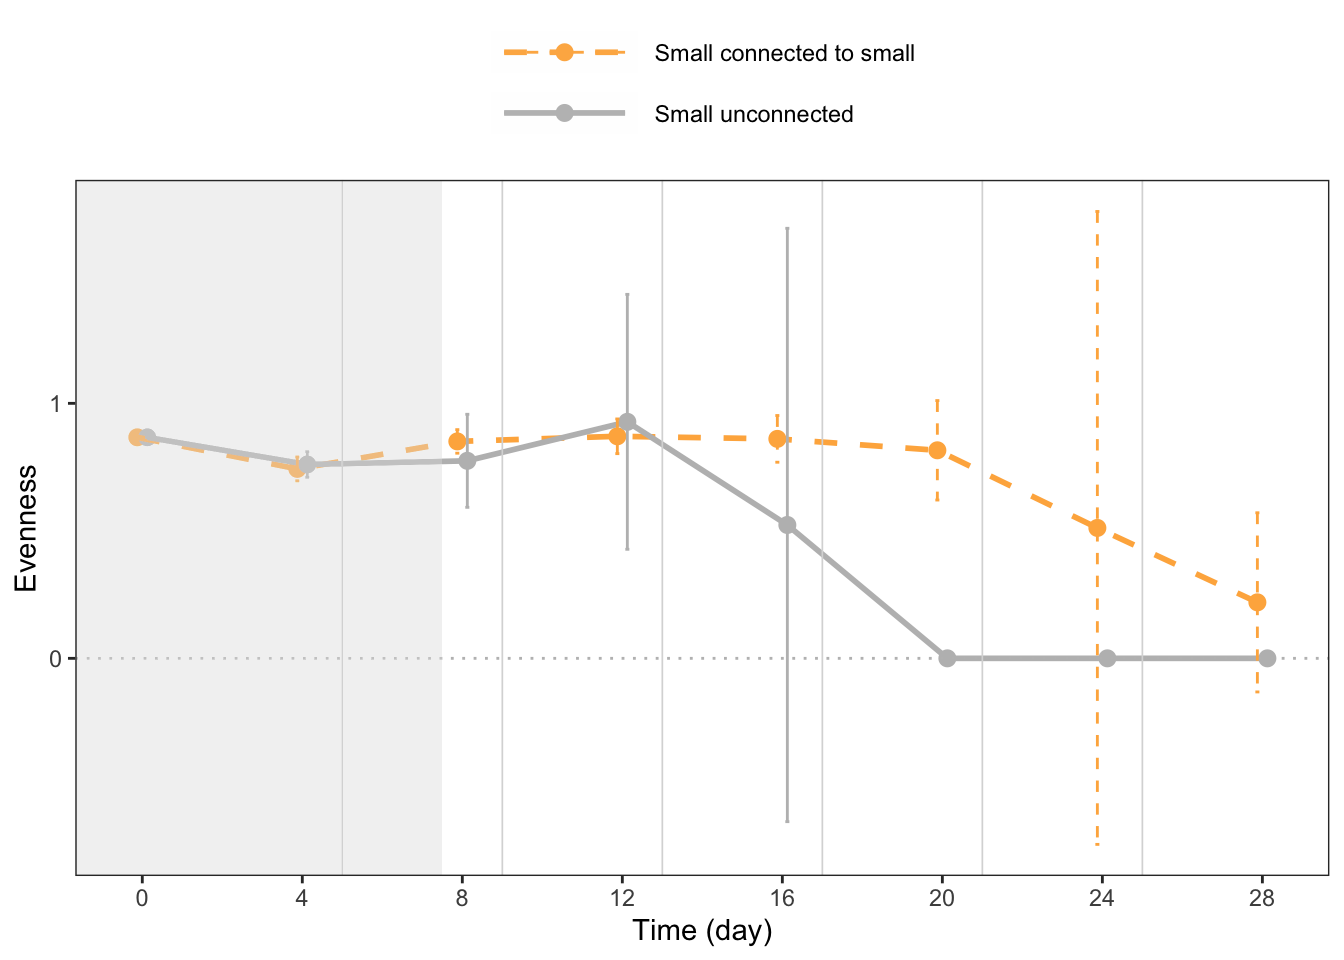 Small connected to small
Small unconnected
Evenness
1
0
0 4 8 12 16 20 24 28
Time (day)